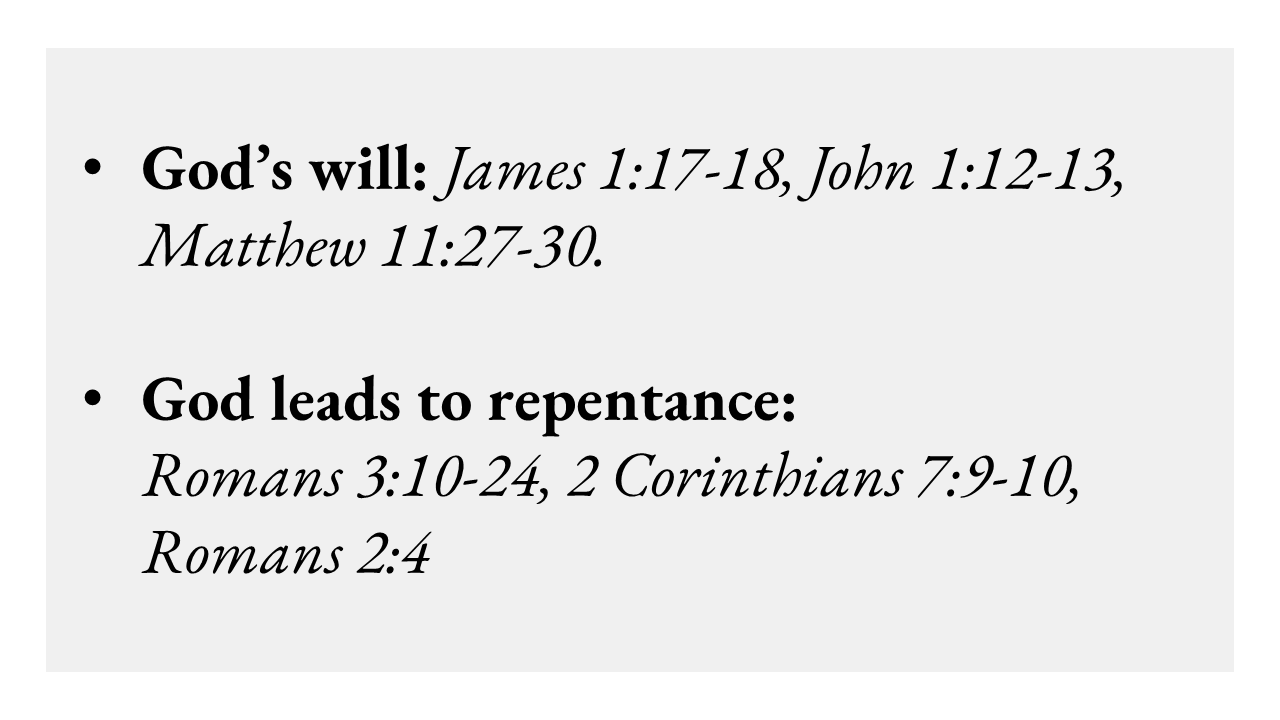 • God’s will: James 1:17-18, John 1:12-13,
Matthew 11:27-30.
• God leads to repentance:
Romans 3:10-24, 2 Corinthians 7:9-10,
Romans 2:4